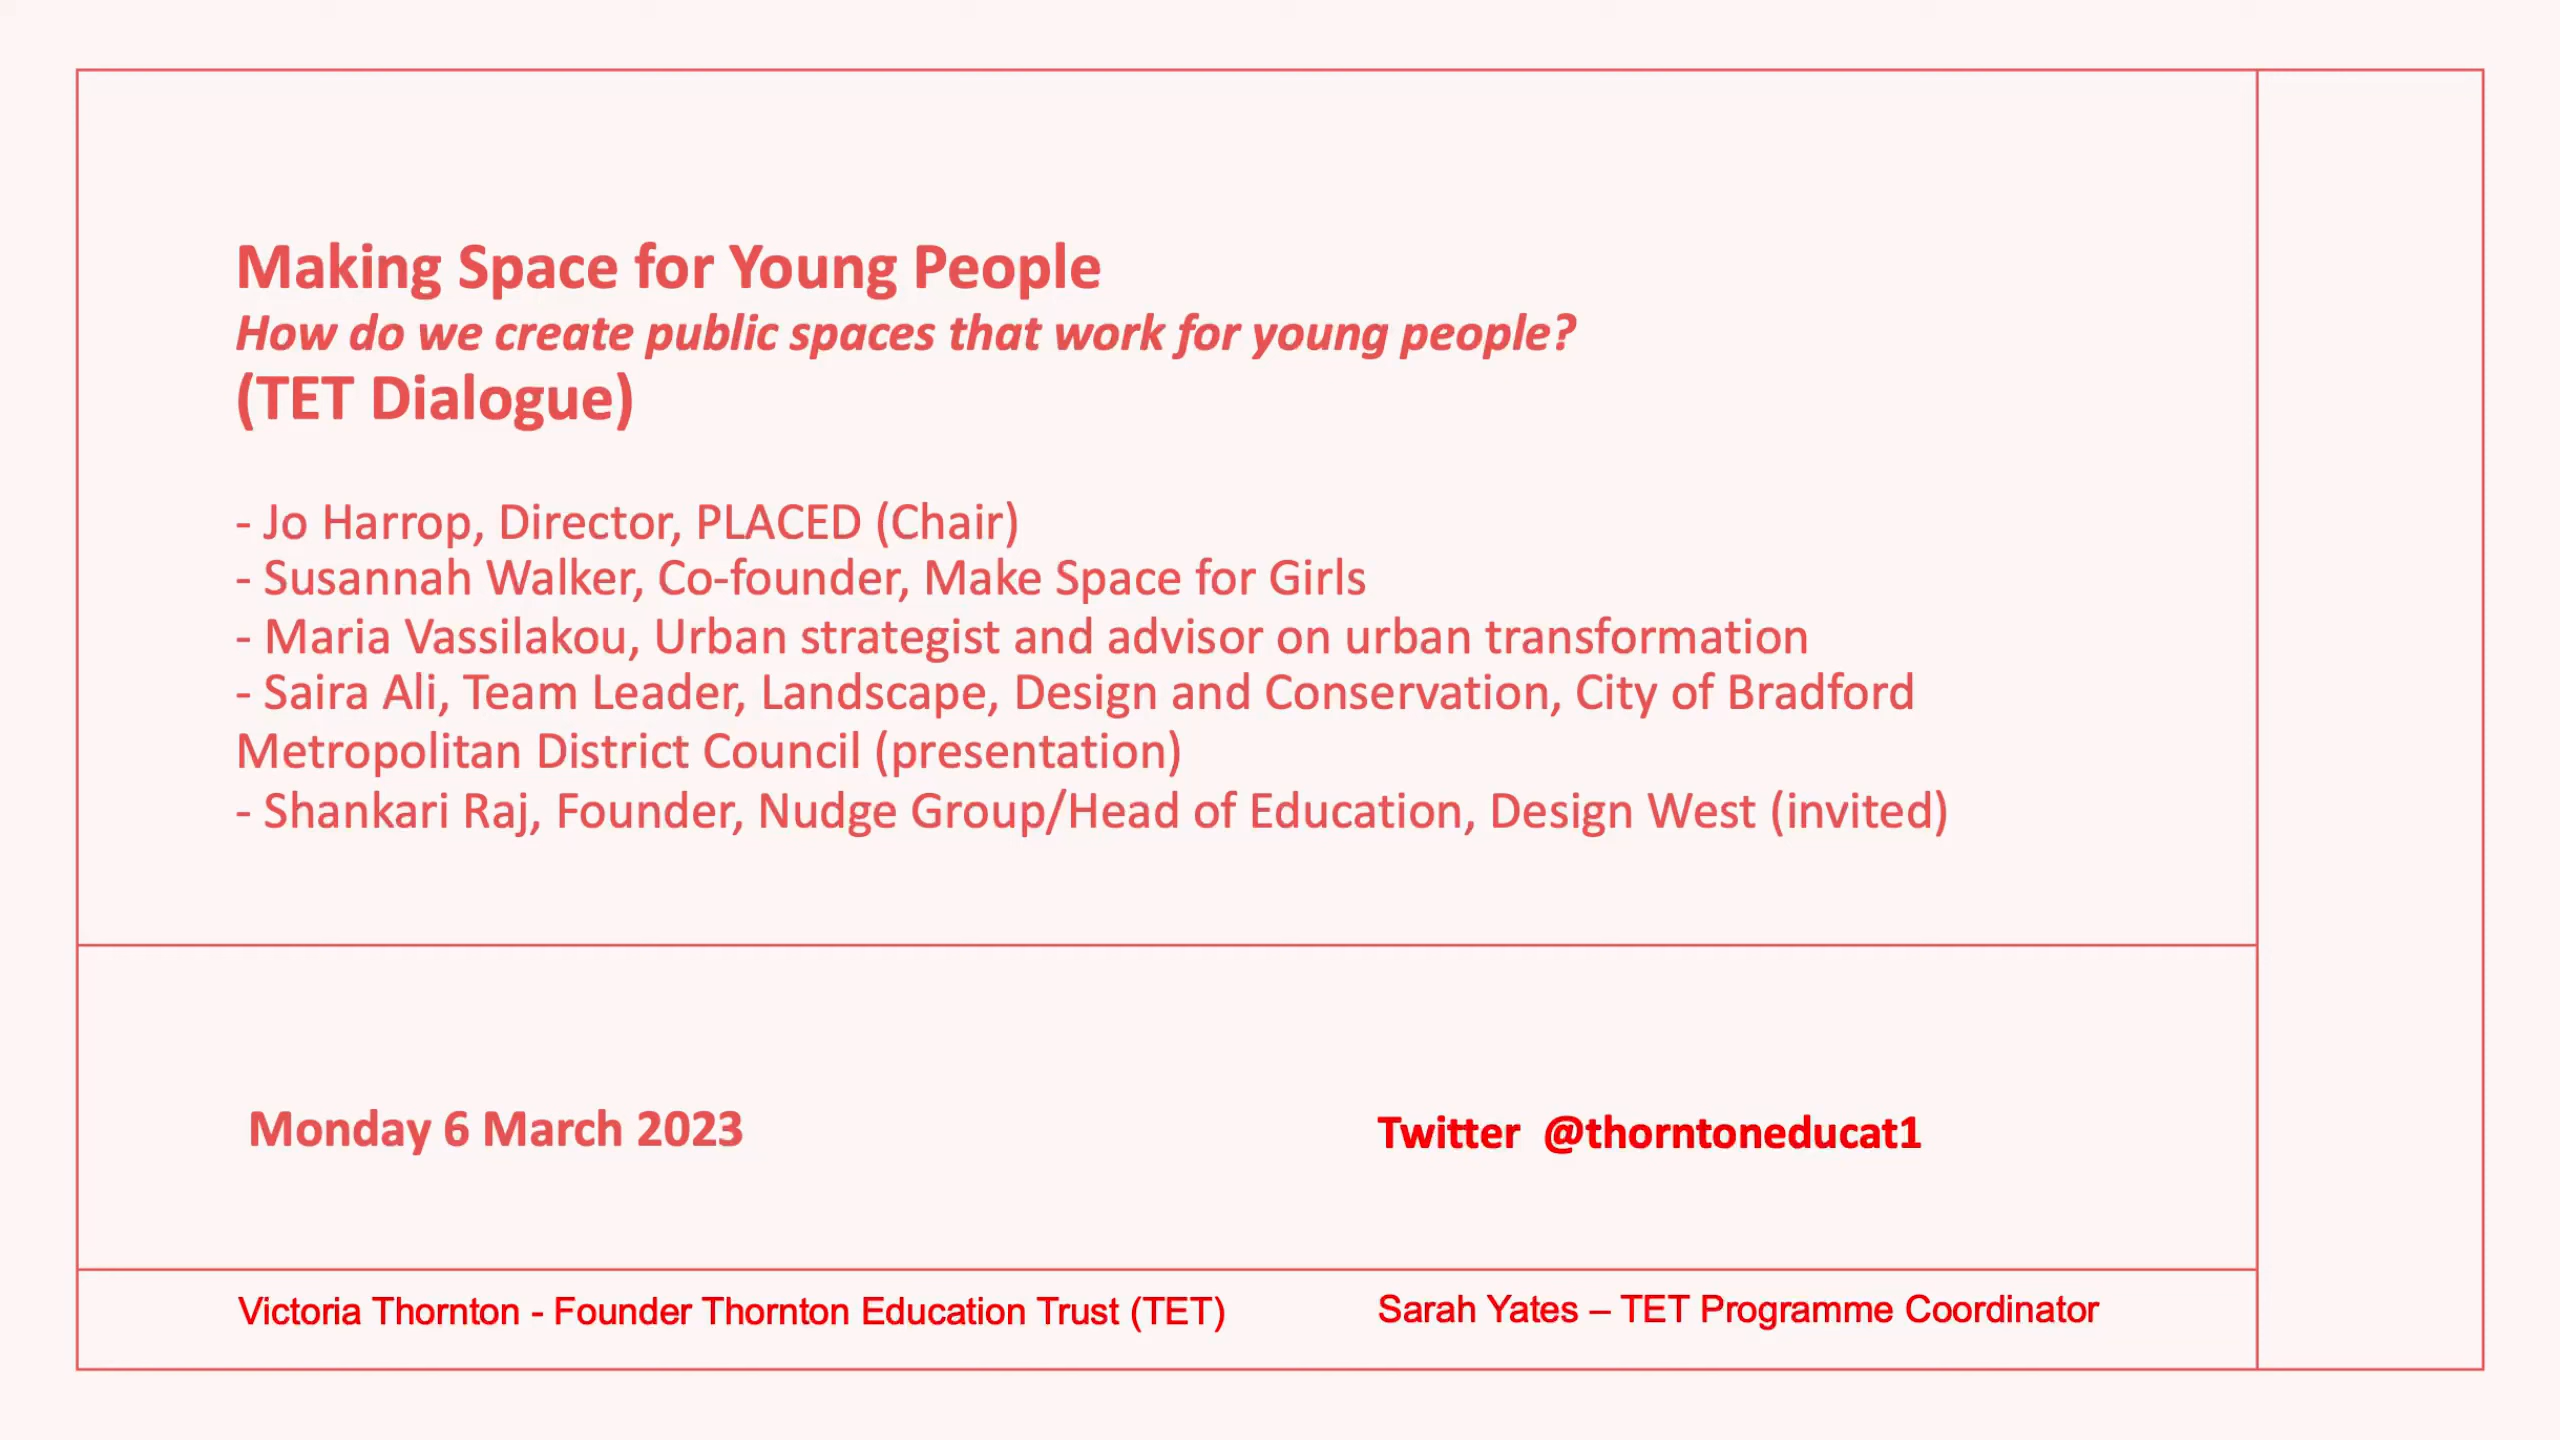 Making Space for Young People
How do we create public spaces that work for young people?
(TET Dialogue)
- Jo Harrop, Director, PLACED (Chair)
- Susannah Walker, Co-founder, Make Space for Girls
- Maria Vassilakou, Urban strategist and advisor on urban transformation
- Saira Ali, Team Leader, Landscape, Design and Conservation, City of Bradford
Metropolitan District Council (presentation)
- Shankari Raj, Founder, Nudge Group/Head of Education, Design West (invited)
Monday 6 March 2023
Twitter @thorntoneducat1
Victoria Thornton - Founder Thornton Education Trust (TET)
Sarah Yates – TET Programme Coordinator